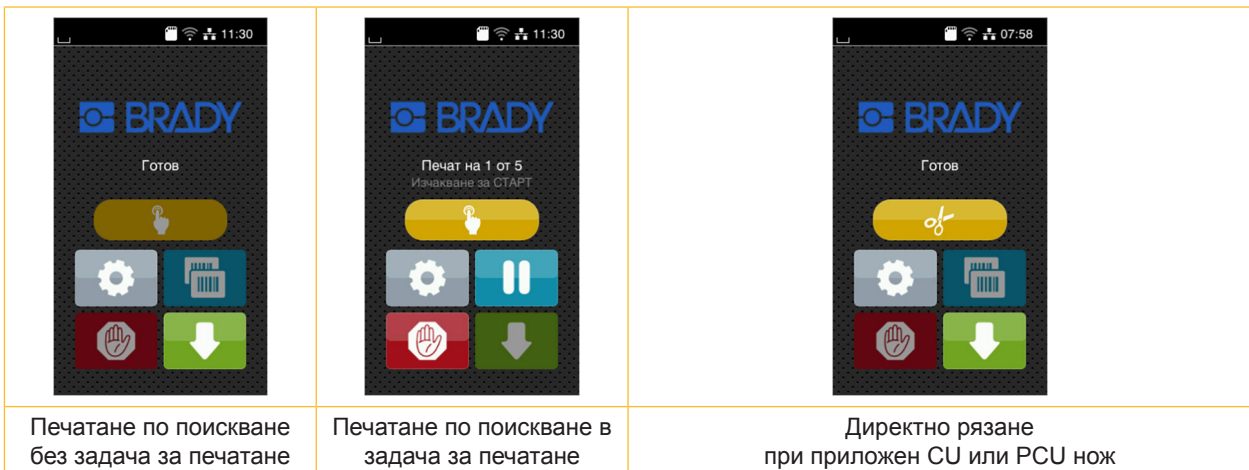 11:30
BRADY
Готов
11:30
BRADY
Печат на 1 от 5
Изчакване за СТАРТ
07:58
BRADY
Готов
Печатане по поискване
без задача за печатане
Печатане по поискване в
задача за печатане
Директно рязане
при приложен CU или PCU нож